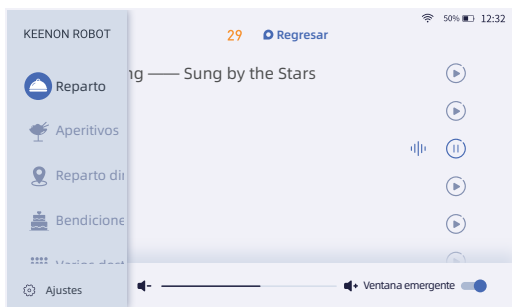 50% 12:32
KEENON ROBOT
29 Regresar
Reparto
ng —— Sung by the Stars
Aperitivos
Reparto dir
Bendicione
Ajustes
Ventana emergente